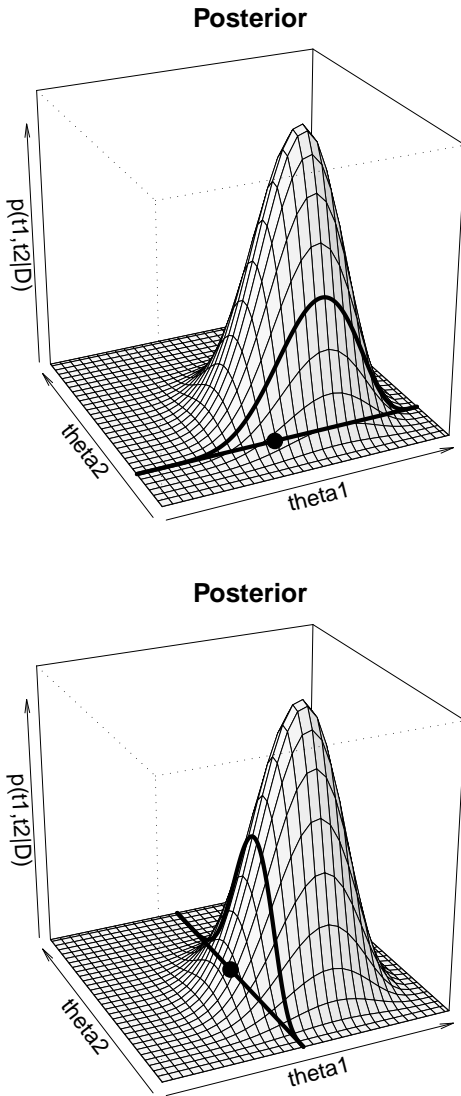 Posterior
p(t1,t2|D)
theta2
theta1
Posterior
p(t1,t2|D)
theta2
theta1